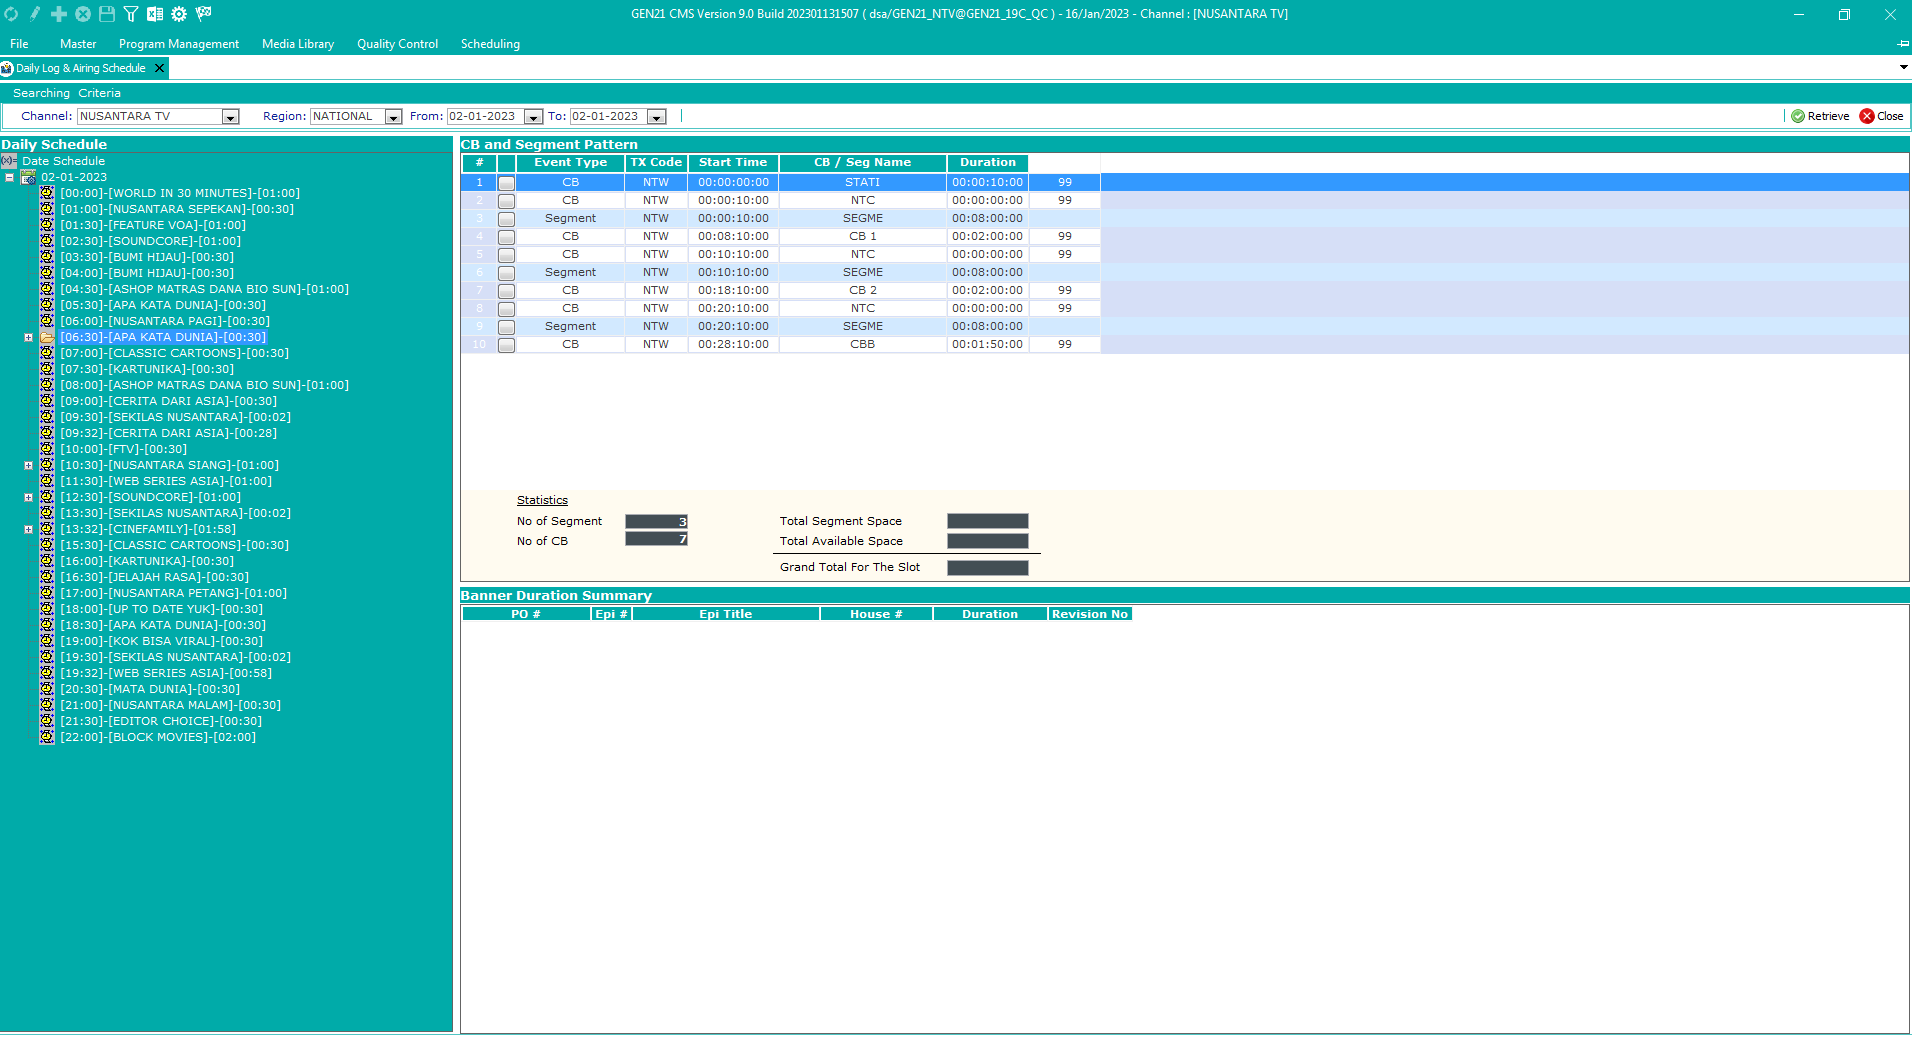 GEN21 CMS Version 9.0 Build 202301131507 ( dsa/GEN21_NTV@GEN21_19C_QC ) - 16/Jan/2023 - Channel : [NUSANTARA TV]
File Master Program Management Media Library Quality Control Scheduling
Daily Log & Airing Schedule
Searching Criteria
Channel: NUSANTARA TV Region: NATIONAL From: 02-01-2023 To: 02-01-2023 Retrieve Close
Daily Schedule
Date Schedule
02-01-2023
[00:00]-[WORLD IN 30 MINUTES]-[01:00]
[01:00]-[NUSANTARA SEPEKAN]-[00:30]
[01:30]-[FEATURE VOA]-[01:00]
[02:30]-[SOUNDCORE]-[01:00]
[03:30]-[BUMI HIJAU]-[00:30]
[04:00]-[BUMI HIJAU]-[00:30]
[04:30]-[ASHOP MATRAS DANA BIO SUN]-[01:00]
[05:30]-[APA KATA DUNIA]-[00:30]
[06:00]-[NUSANTARA PAGI]-[00:30]
[06:30]-[APA KATA DUNIA]-[00:30]
[07:00]-[CLASSIC CARTOONS]-[00:30]
[07:30]-[KARTUNIKA]-[00:30]
[08:00]-[ASHOP MATRAS DANA BIO SUN]-[01:00]
[09:00]-[CERITA DARI ASIA]-[00:30]
[09:30]-[SEKILAS NUSANTARA]-[00:02]
[09:32]-[CERITA DARI ASIA]-[00:28]
[10:00]-[FTV]-[00:30]
[10:30]-[NUSANTARA SIANG]-[01:00]
[11:30]-[WEB SERIES ASIA]-[01:00]
[12:30]-[SOUNDCORE]-[01:00]
[13:30]-[SEKILAS NUSANTARA]-[00:02]
[13:32]-[CINEFAMILY]-[01:58]
[15:30]-[CLASSIC CARTOONS]-[00:30]
[16:00]-[KARTUNIKA]-[00:30]
[16:30]-[JELAJAH RASA]-[00:30]
[17:00]-[NUSANTARA PETANG]-[01:00]
[18:00]-[UP TO DATE YUK]-[00:30]
[18:30]-[APA KATA DUNIA]-[00:30]
[19:00]-[KOK BISA VIRAL]-[00:30]
[19:30]-[SEKILAS NUSANTARA]-[00:02]
[19:32]-[WEB SERIES ASIA]-[00:58]
[20:30]-[MATA DUNIA]-[00:30]
[21:00]-[NUSANTARA MALAM]-[00:30]
[21:30]-[EDITOR CHOICE]-[00:30]
[22:00]-[BLOCK MOVIES]-[02:00]
CB and Segment Pattern
# Event Type TX Code Start Time CB / Seg Name Duration
1 CB NTW 00:00:00:00 STATI 00:00:10:00 99
2 CB NTW 00:00:10:00 NTC 00:00:00:00 99
3 Segment NTW 00:00:10:00 SEGME 00:08:00:00
4 CB NTW 00:08:10:00 CB 1 00:02:00:00 99
5 CB NTW 00:10:10:00 NTC 00:00:00:00 99
6 Segment NTW 00:10:10:00 SEGME 00:08:00:00
7 CB NTW 00:18:10:00 CB 2 00:02:00:00 99
8 CB NTW 00:20:10:00 NTC 00:00:00:00 99
9 Segment NTW 00:20:10:00 SEGME 00:08:00:00
10 CB NTW 00:28:10:00 CBB 00:01:50:00 99
Statistics
No of Segment 3 Total Segment Space
No of CB 7 Total Available Space
Grand Total For The Slot
Banner Duration Summary
PO # Epi # Epi Title House # Duration Revision No